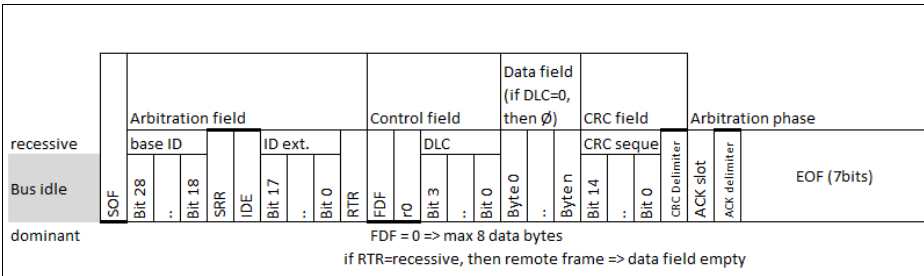 Data field
(if DLC=0,
Arbitration field Control field then Ø) CRC field Arbitration phase
recessive base ID ID ext. DLC CRC seque
Bus idle SOF Bit 28 .. Bit 18 SRR IDE Bit 17 .. Bit 0 RTR FDF r0 Bit 3 .. Bit 0 Byte 0 .. Byte n Bit 14 .. Bit 0 CRC Delimiter ACK slot ACK delimiter EOF (7bits)
dominant FDF = 0 => max 8 data bytes
if RTR=recessive, then remote frame => data field empty